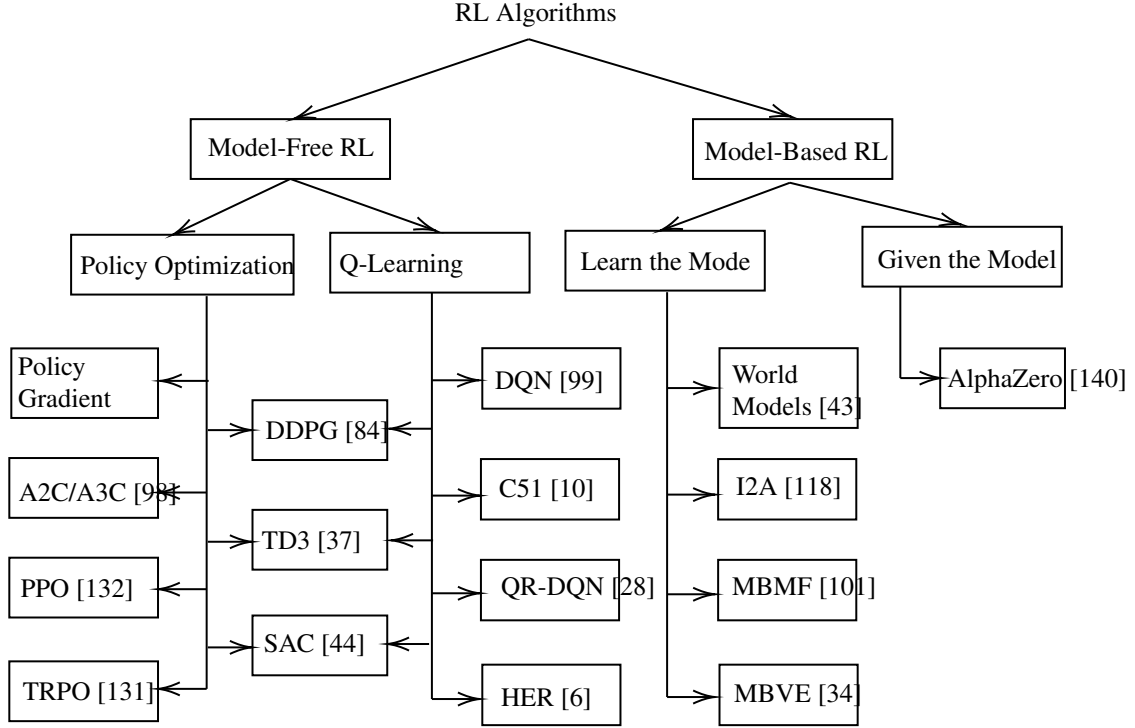 RL Algorithms
Model-Free RL
Model-Based RL
Policy Optimization
Q-Learning
Learn the Mode
Given the Model
Policy
Gradient
DQN [99]
World
Models [43]
AlphaZero [140]
DDPG [84]
A2C/A3C [98]
C51 [10]
I2A [118]
TD3 [37]
PPO [132]
QR-DQN [28]
MBMF [101]
SAC [44]
TRPO [131]
HER [6]
MBVE [34]